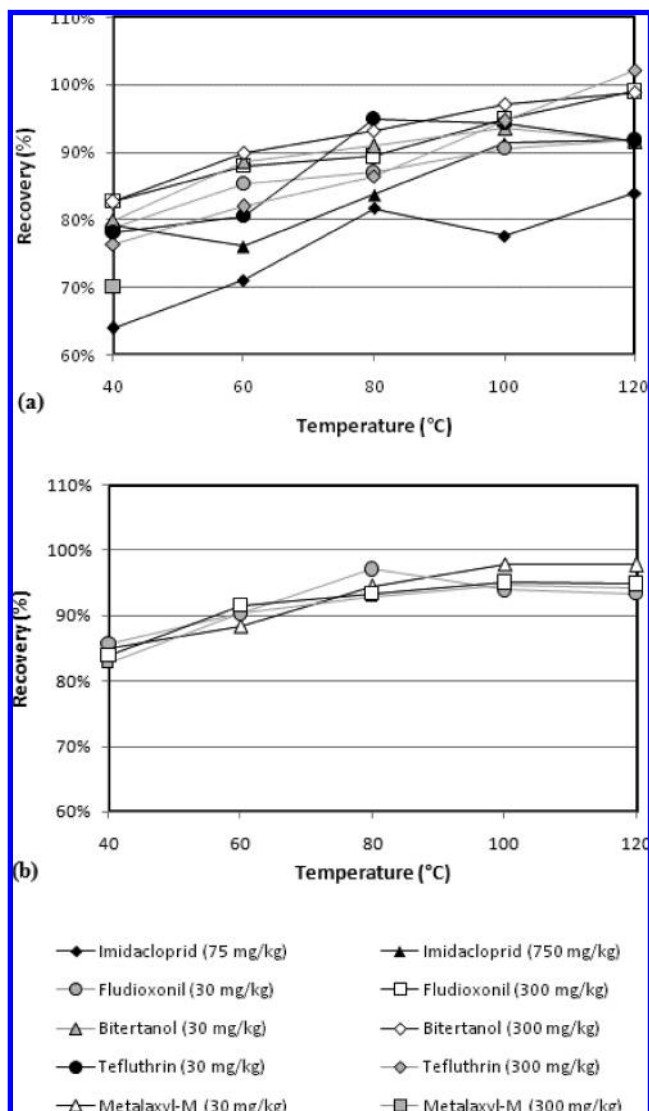 110%
100%
90%
80%
70%
60%
Recovery (%)
40 60 80 100 120
(a)
Temperature (°C)
110%
100%
90%
80%
70%
60%
Recovery (%)
40 60 80 100 120
(b)
Temperature (°C)
Imidacloprid (75 mg/kg) Imidacloprid (750 mg/kg)
Fludioxonil (30 mg/kg) Fludioxonil (300 mg/kg)
Bitertanol (30 mg/kg) Bitertanol (300 mg/kg)
Tefluthrin (30 mg/kg) Tefluthrin (300 mg/kg)
Metalaxyl-M (30 mg/kg) Metalaxyl-M (300 mg/kg)